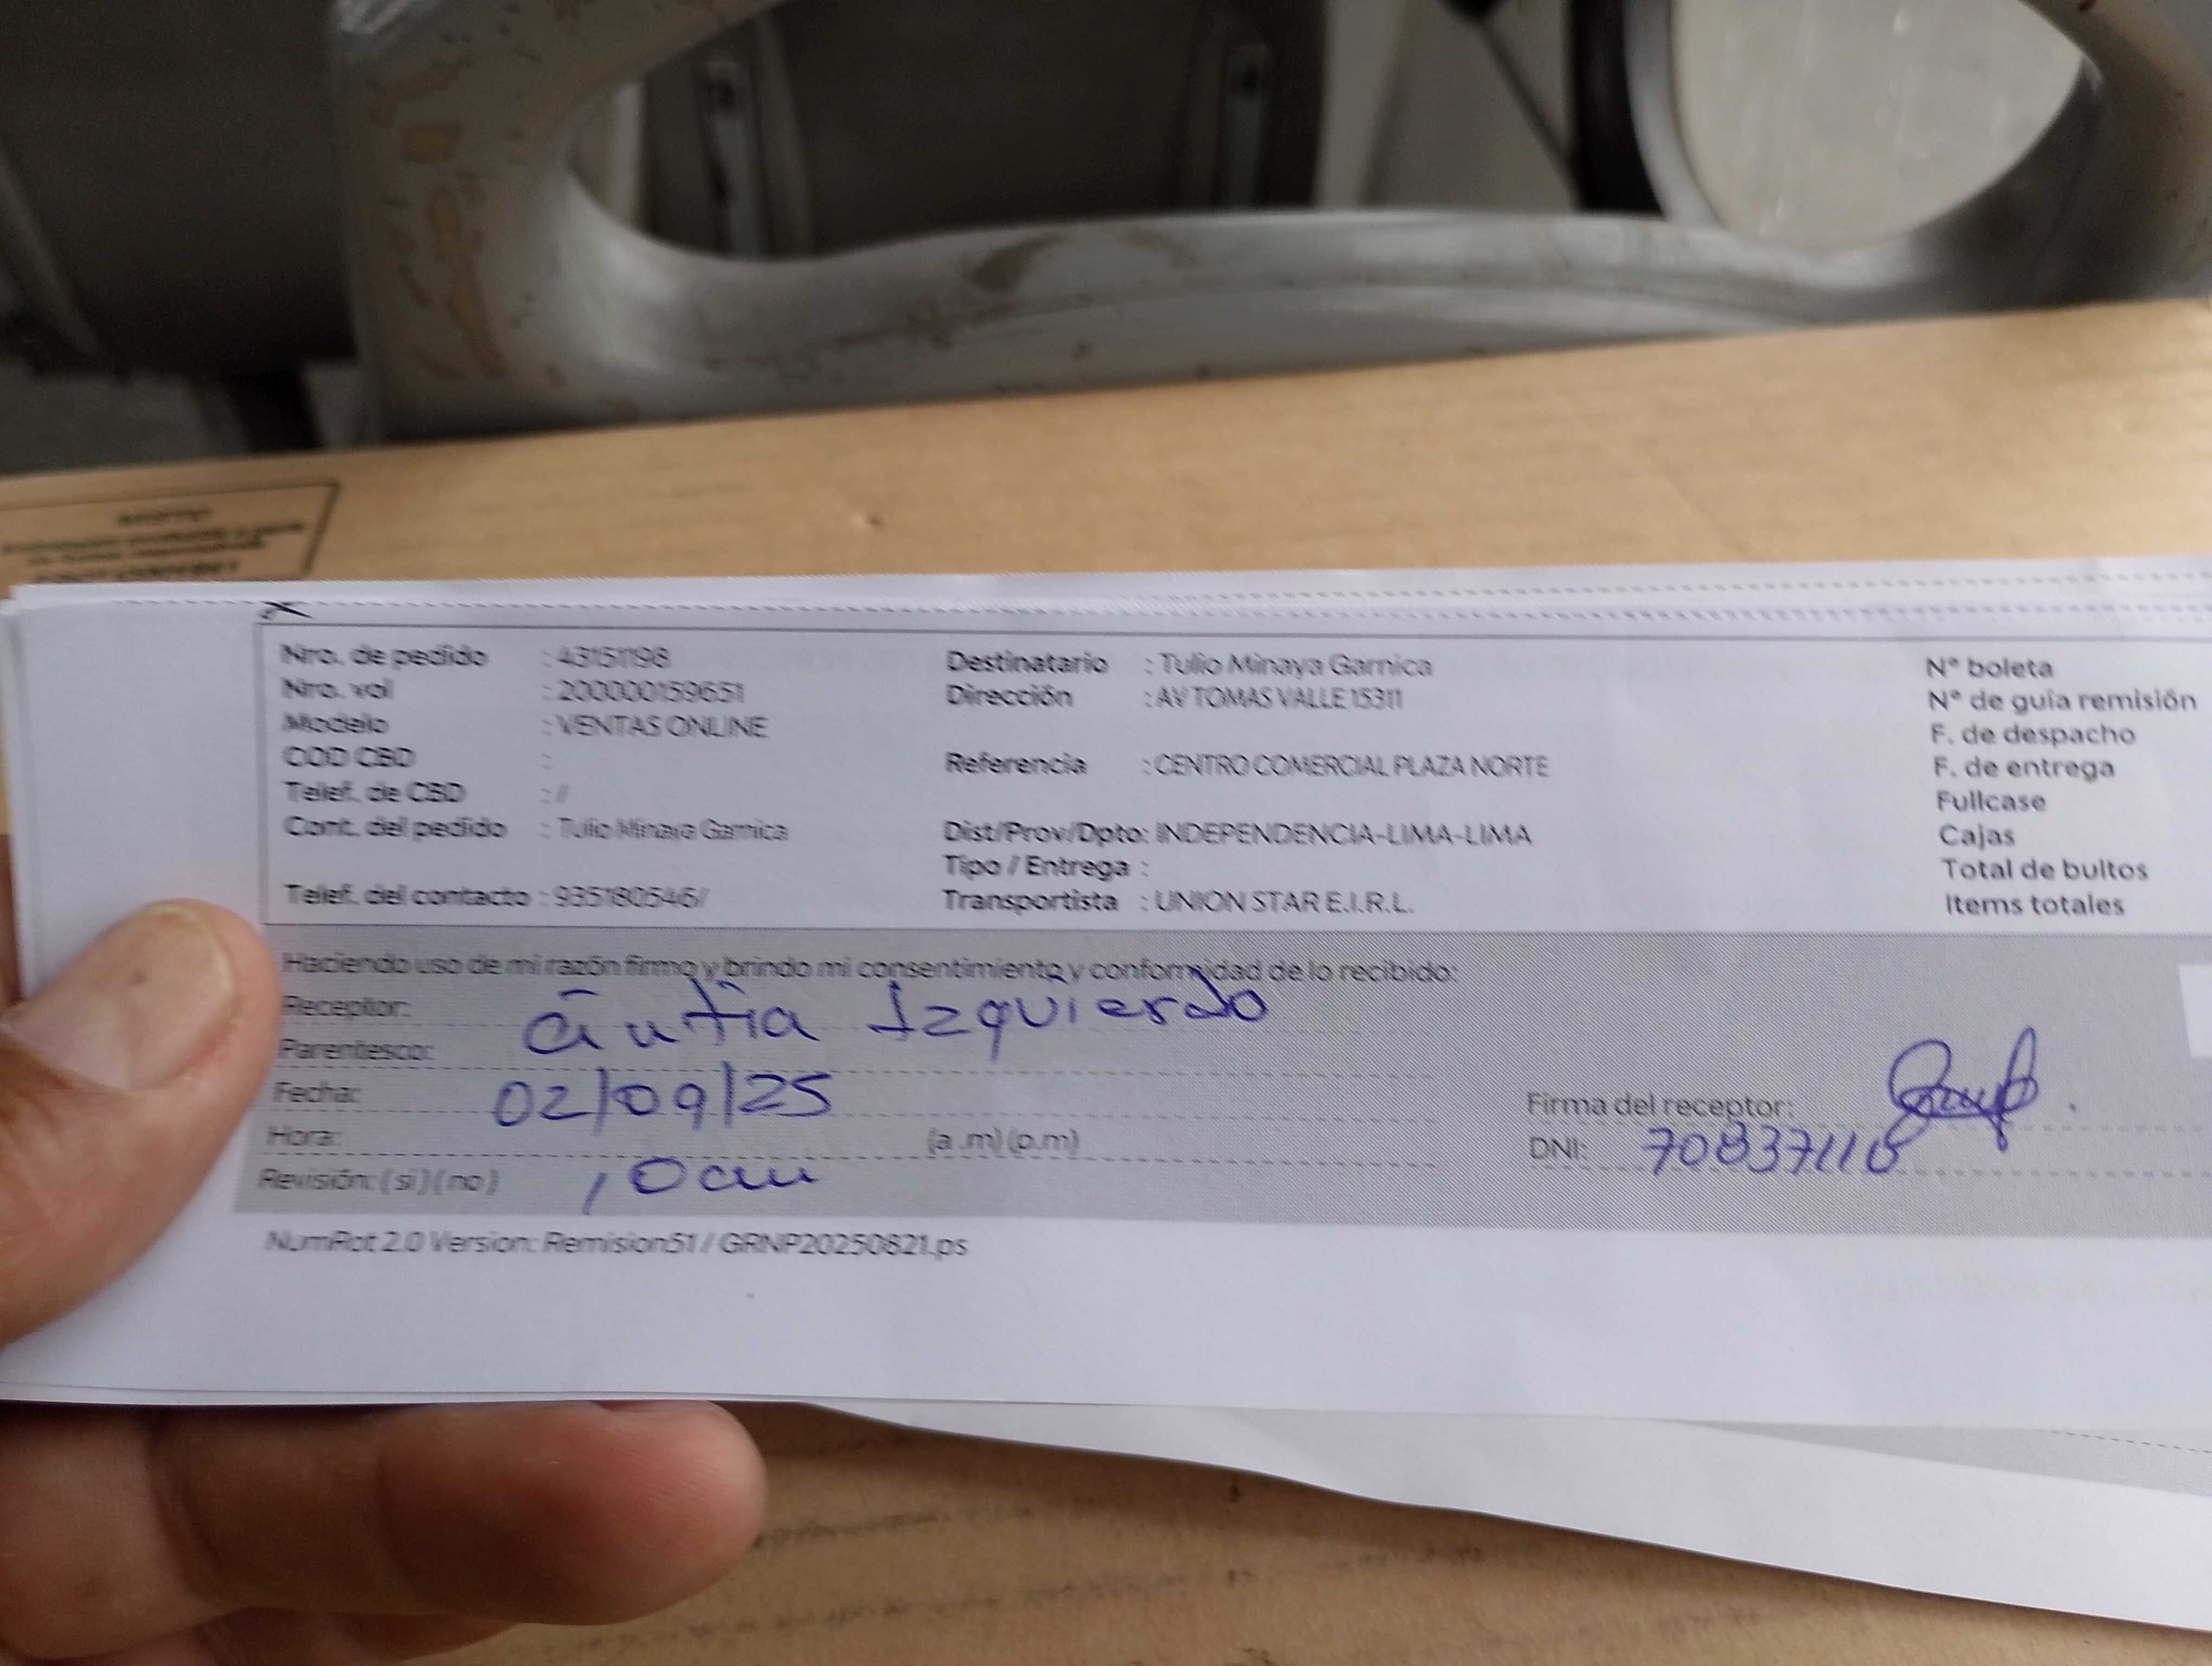 Nro. de pedido : 43151198
Nro. vol : 200000159651
Modelo : VENTAS ONLINE
COD CBD :
Telef. de CBD : /
Cont. del pedido : Tulio Minaya Garnica
Telef. del contacto : 935180546/
Destinatario : Tulio Minaya Garnica
Dirección : AV TOMAS VALLE 15311
Referencia : CENTRO COMERCIAL PLAZA NORTE
Dist/Prov/Dpto: INDEPENDENCIA-LIMA-LIMA
Tipo / Entrega :
Transportista : UNION STAR E.I.R.L.
N° boleta
N° de guía remisión
F. de despacho
F. de entrega
Fullcase
Cajas
Total de bultos
Items totales
Haciendo uso de mi razón firmo y brindo mi consentimiento y conformidad de lo recibido:
Receptor: Izquierdo
Parentesco:
Fecha: 02/09/25
Hora: (a .m) (p.m)
10am
Revisión: ( si ) ( no )
Firma del receptor:
DNI: 70837116
NumRot 2.0 Version: Remision51 / GRNP20250821.ps